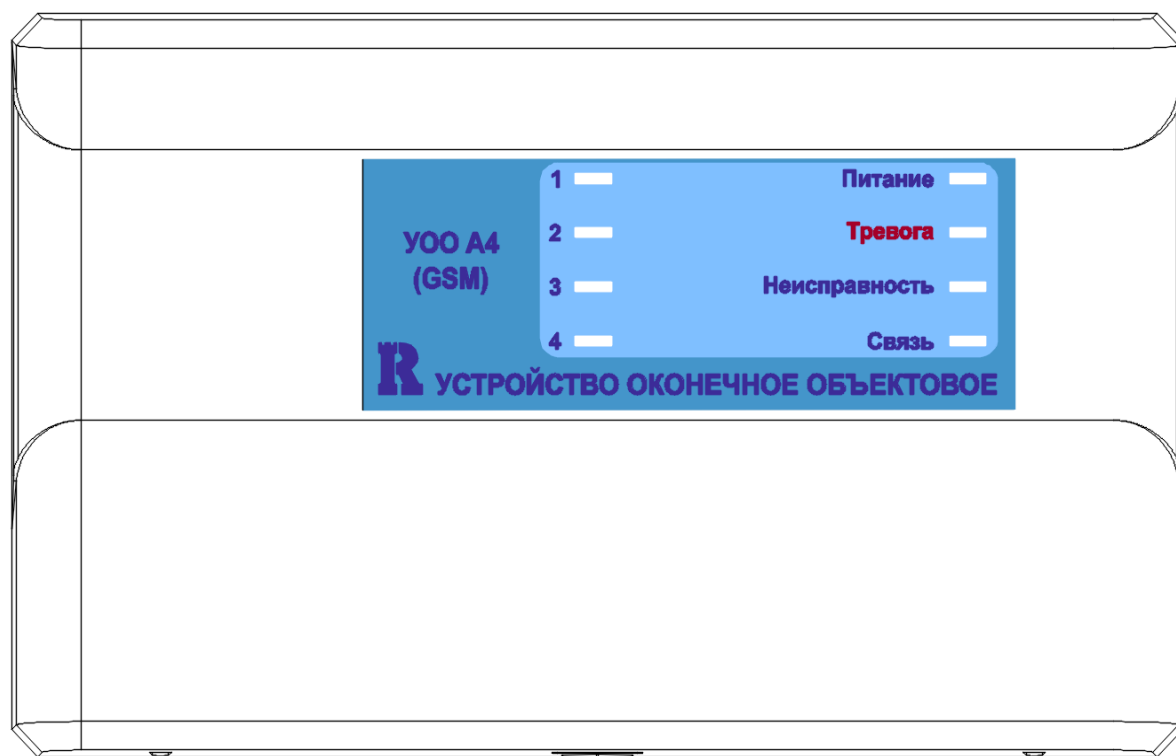 УОО А4
(GSM)
1
2
3
4
Питание
Тревога
Неисправность
Связь
R УСТРОЙСТВО ОКОНЕЧНОЕ ОБЪЕКТОВОЕ